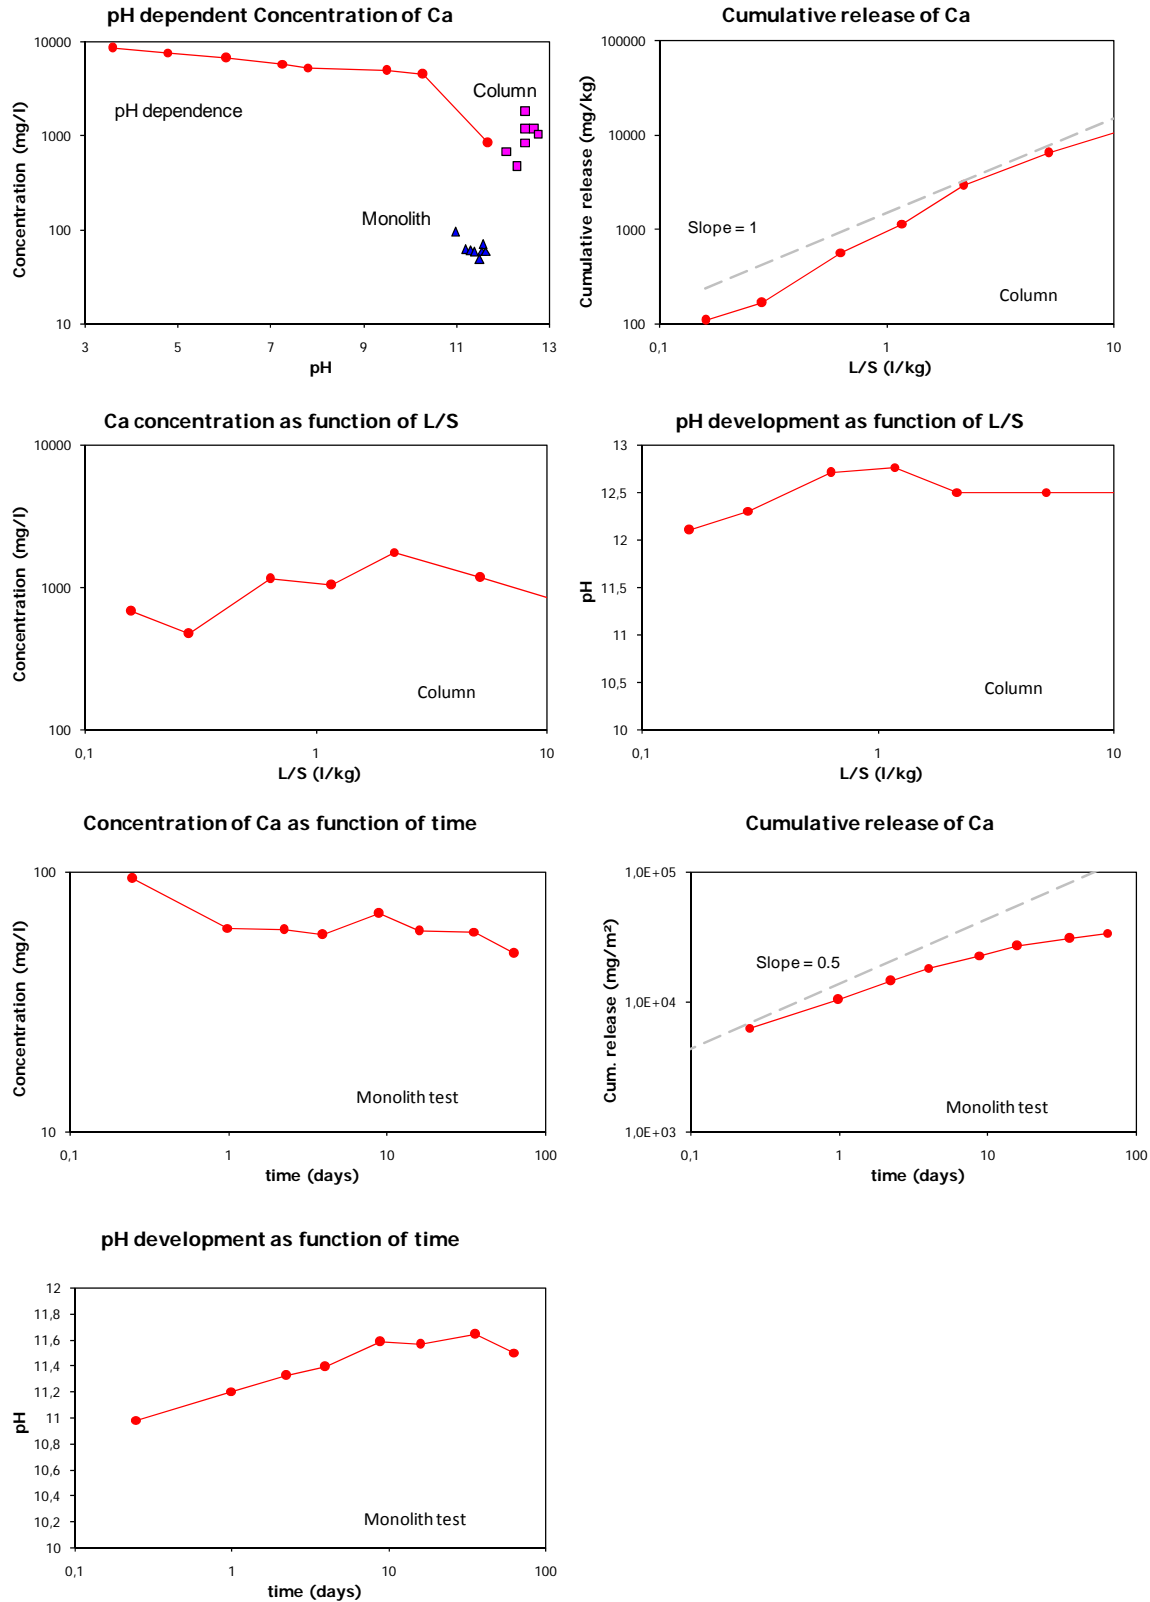 pH dependent Concentration of Ca
Concentration (mg/l)
10000
1000
100
10
pH dependence
Column
Monolith
3 5 7 9 11 13
pH
Cumulative release of Ca
Cumulative release (mg/kg)
100000
10000
1000
100
Slope = 1
Column
0,1 1 10
L/S (l/kg)
Ca concentration as function of L/S
Concentration (mg/l)
10000
1000
100
Column
0,1 1 10
L/S (l/kg)
pH development as function of L/S
pH
13
12,5
12
11,5
11
10,5
10
Column
0,1 1 10
L/S (l/kg)
Concentration of Ca as function of time
Concentration (mg/l)
100
10
Monolith test
0,1 1 10 100
time (days)
Cumulative release of Ca
Cum. release (mg/m²)
1,0E+05
1,0E+04
1,0E+03
Slope = 0.5
Monolith test
0,1 1 10 100
time (days)
pH development as function of time
pH
12
11,8
11,6
11,4
11,2
11
10,8
10,6
10,4
10,2
10
Monolith test
0,1 1 10 100
time (days)